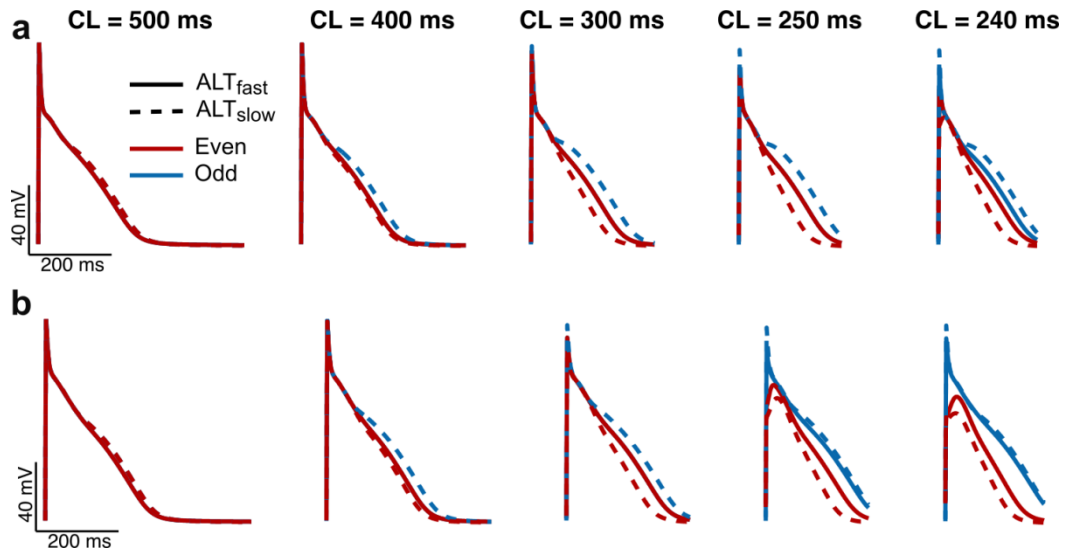 a
CL = 500 ms
CL = 400 ms
CL = 300 ms
CL = 250 ms
CL = 240 ms
ALTfast
ALTslow
Even
Odd
40 mV
200 ms
b
40 mV
200 ms